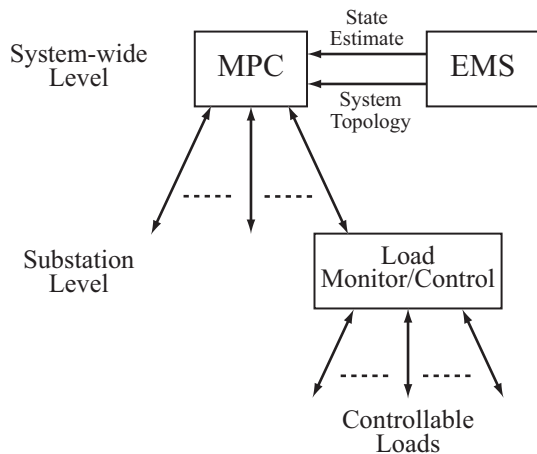 State
Estimate
System-wide
Level
MPC
EMS
System
Topology
Substation
Level
Load
Monitor/Control
Controllable
Loads